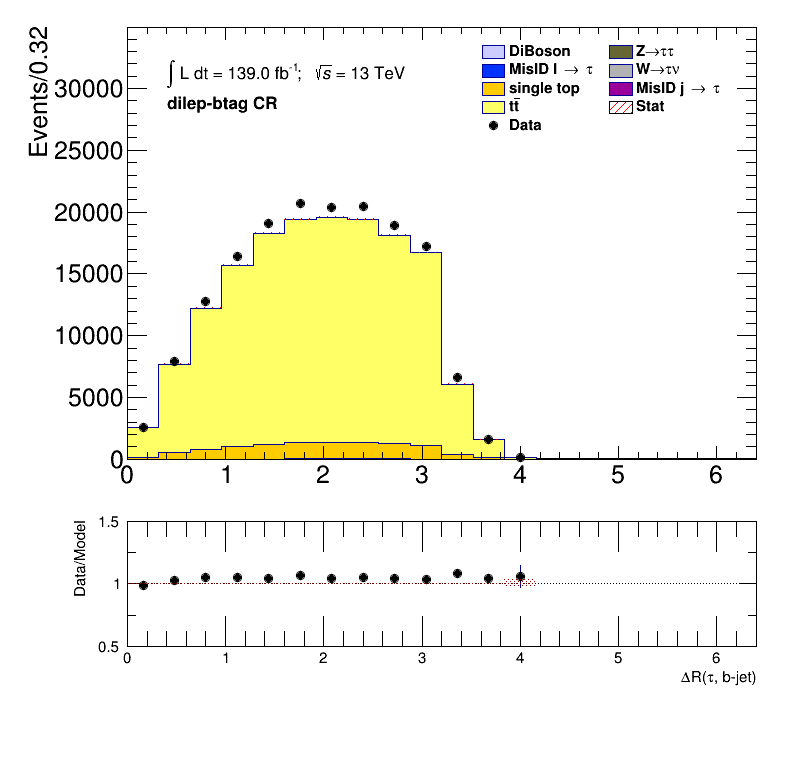 Events/0.32
∫ L dt = 139.0 fb⁻¹; √s = 13 TeV
dilep-btag CR
DiBoson
Z→ττ
MisID l → τ
W→τν
single top
MisID j → τ
tt̄
Stat
Data
30000
25000
20000
15000
10000
5000
0
0 1 2 3 4 5 6
Data/Model
1.5
1
0.5
0 1 2 3 4 5 6
ΔR(τ, b-jet)